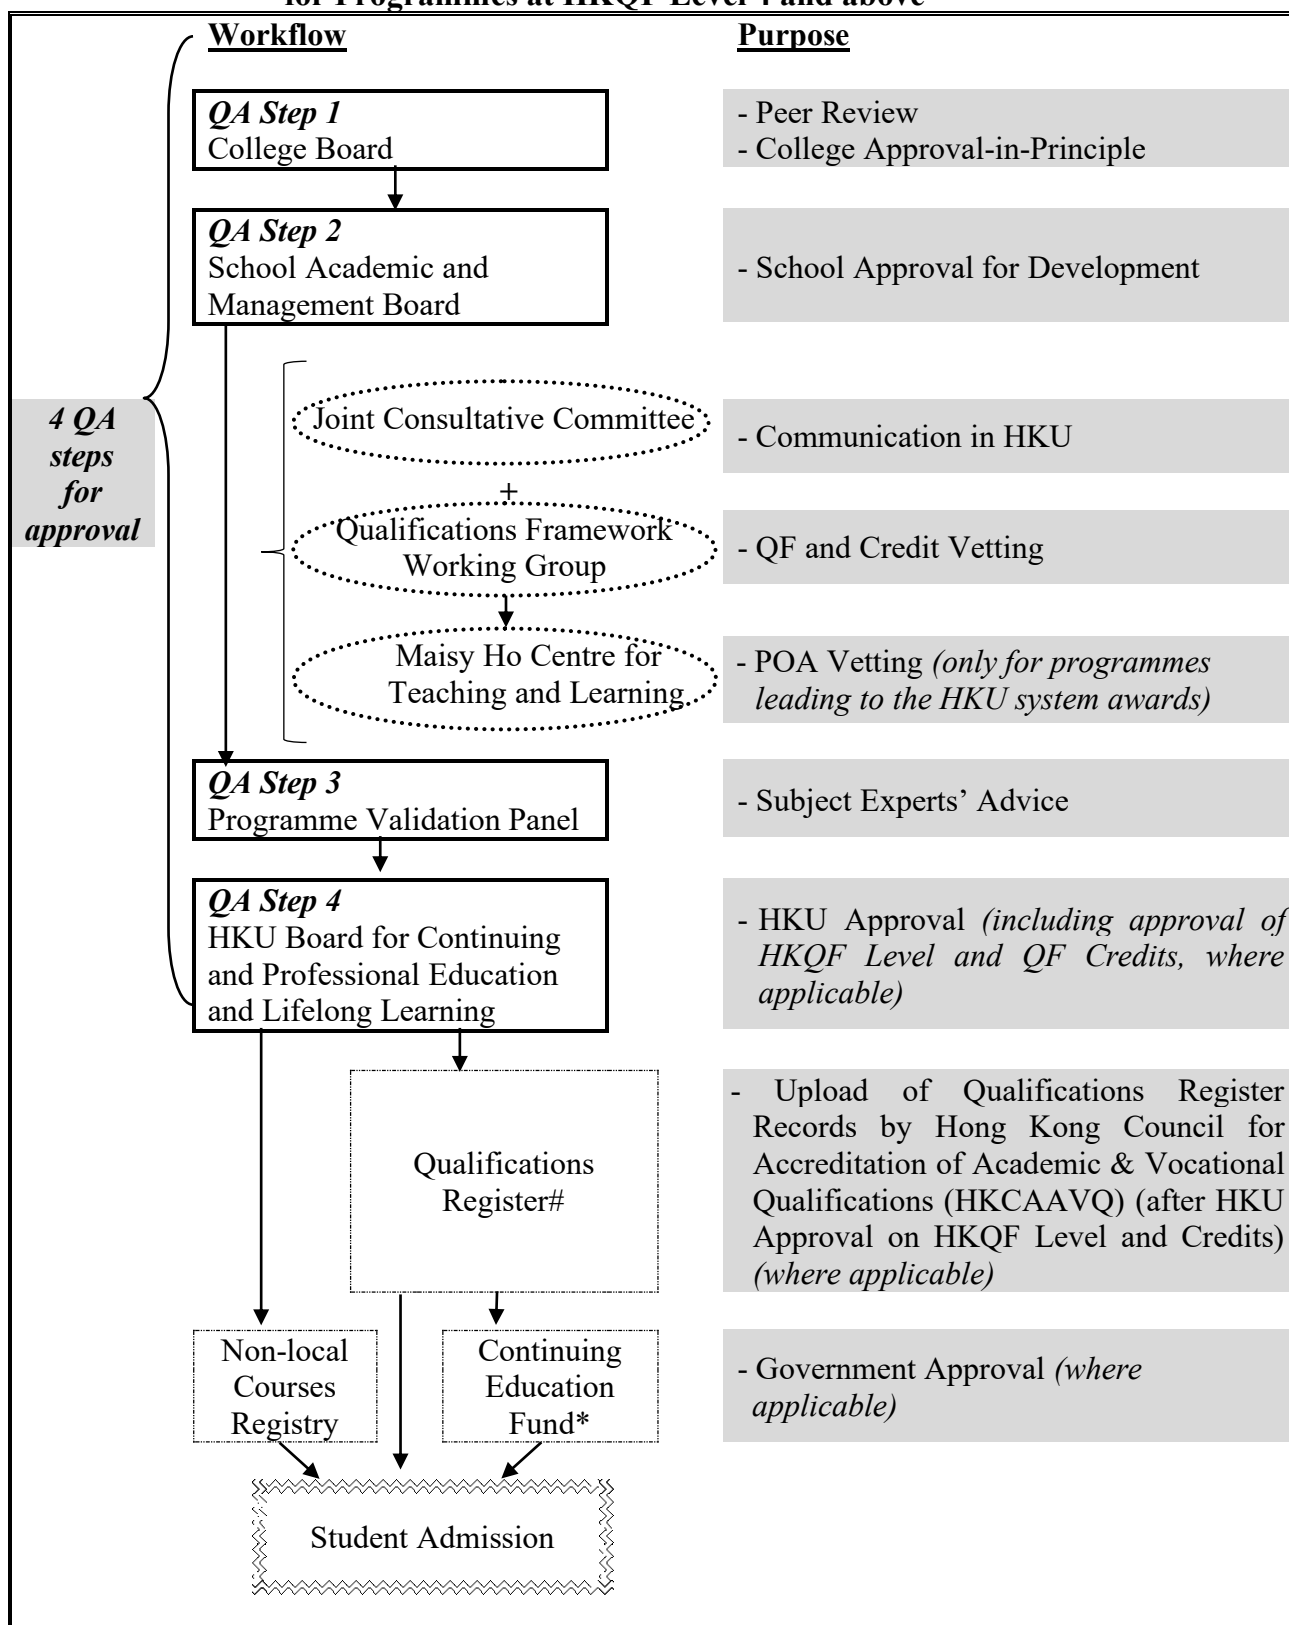 for Programmes at HKQF Level 4 and above
Workflow
Purpose
QA Step 1
College Board
- Peer Review
- College Approval-in-Principle
QA Step 2
School Academic and
Management Board
- School Approval for Development
4 QA
steps
for
approval
Joint Consultative Committee
- Communication in HKU
+
Qualifications Framework
Working Group
- QF and Credit Vetting
Maisy Ho Centre for
Teaching and Learning
- POA Vetting (only for programmes
leading to the HKU system awards)
QA Step 3
Programme Validation Panel
- Subject Experts’ Advice
QA Step 4
HKU Board for Continuing
and Professional Education
and Lifelong Learning
- HKU Approval (including approval of
HKQF Level and QF Credits, where
applicable)
Qualifications
Register#
- Upload of Qualifications Register
Records by Hong Kong Council for
Accreditation of Academic & Vocational
Qualifications (HKCAAVQ) (after HKU
Approval on HKQF Level and Credits)
(where applicable)
Non-local
Courses
Registry
Continuing
Education
Fund*
- Government Approval (where
applicable)
Student Admission